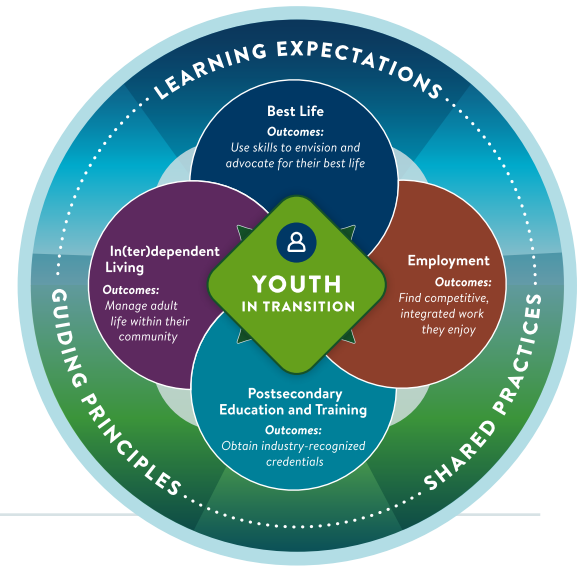 LEARNING EXPECTATIONS
Best Life
Outcomes:
Use skills to envision and
advocate for their best life
In(ter)dependent
Living
Outcomes:
Manage adult
life within their
community
YOUTH
IN TRANSITION
Employment
Outcomes:
Find competitive,
integrated work
they enjoy
Postsecondary
Education and Training
Outcomes:
Obtain industry-recognized
credentials
GUIDING PRINCIPLES
SHARED PRACTICES